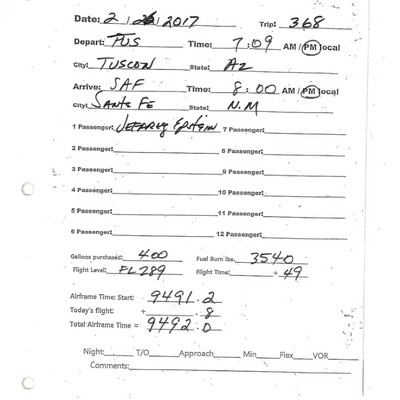 Date: 2 / 26 / 2017 Trip: 368
Depart: TUS Time: 7:09 AM / PM local
City: TUSCON State: AZ
Arrive: SAF Time: 8:00 AM / PM local
City: SANTA FE State: N.M
1 Passenger: Jeffrey Epstein 7 Passenger:
2 Passenger: 8 Passenger:
3 Passenger: 9 Passenger:
4 Passenger: 10 Passenger:
5 Passenger: 11 Passenger:
6 Passenger: 12 Passenger:
Gallons purchased: 400 Fuel Burn lbs. 3540
Flight Level: FL289 Flight Time: + 49
Airframe Time: Start: 9491.2
Today's flight: + .8
Total Airframe Time = 9492.0
Night: T/O Approach Min Flex VOR
Comments: